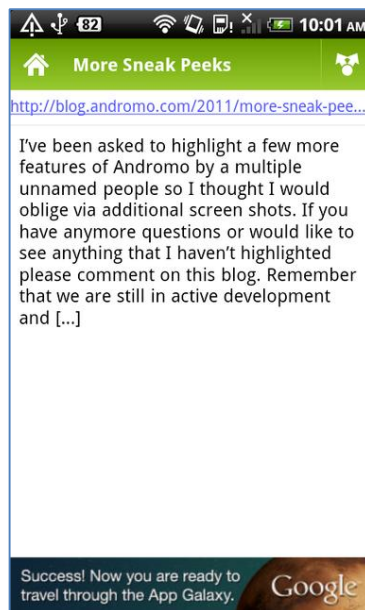 82
10:01 AM
More Sneak Peeks
http://blog.andromo.com/2011/more-sneak-pee...
I've been asked to highlight a few more
features of Andromo by a multiple
unnamed people so I thought I would
oblige via additional screen shots. If you
have anymore questions or would like to
see anything that I haven't highlighted
please comment on this blog. Remember
that we are still in active development
and [...]
Success! Now you are ready to
travel through the App Galaxy.
Google